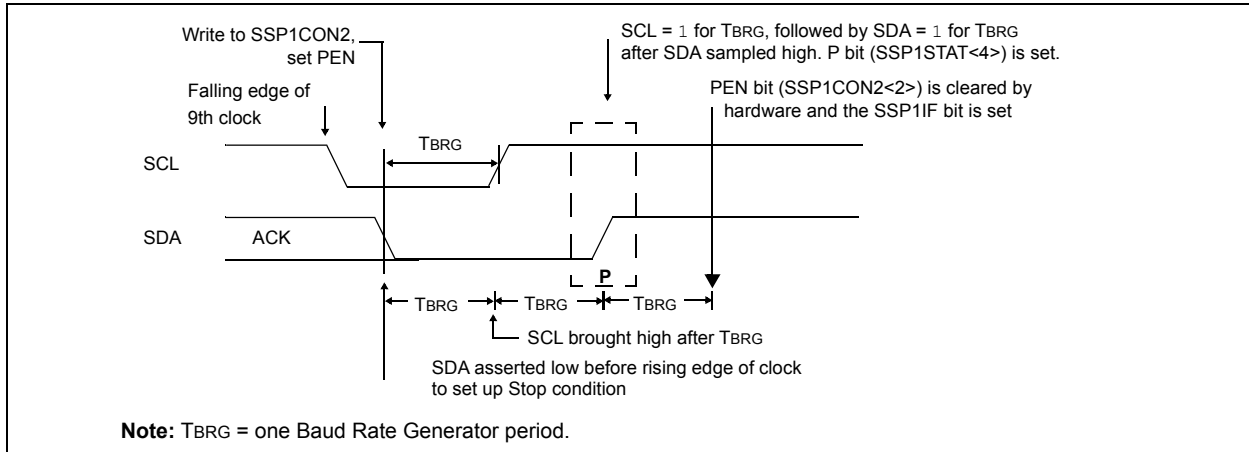 Write to SSP1CON2,
set PEN
SCL = 1 for TBRG, followed by SDA = 1 for TBRG
after SDA sampled high. P bit (SSP1STAT<4>) is set.
Falling edge of
9th clock
PEN bit (SSP1CON2<2>) is cleared by
hardware and the SSP1IF bit is set
TBRG
SCL
SDA
ACK
P
TBRG
TBRG
TBRG
SCL brought high after TBRG
SDA asserted low before rising edge of clock
to set up Stop condition
Note: TBRG = one Baud Rate Generator period.